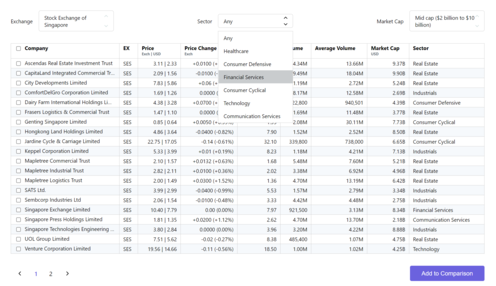 Exchange
Stock Exchange of Singapore
Sector
Any
Market Cap
Mid cap ($2 billion to $10 billion)
Any
Healthcare
Consumer Defensive
Financial Services
Consumer Cyclical
Technology
Communication Services
Company EX Price Price Change Average Volume Market Cap Sector
Each | USD Each USD
Ascendas Real Estate Investment Trust SES 3.11 | 2.33 +0.0100 4.34M 13.66M 9.37B Real Estate
CapitaLand Integrated Commercial Tr... SES 2.09 | 1.56 -0.0100 19.49M 18.04M 9.90B Real Estate
City Developments Limited SES 7.83 | 5.86 +0.06 1.19M 2.72M 5.24B Real Estate
ComfortDelGro Corporation Limited SES 1.69 | 1.26 0.0000 8.17M 12.58M 2.69B Industrials
Dairy Farm International Holdings Li... SES 4.38 | 3.28 +0.0700 32,800 940,501 4.39B Consumer Defensive
Frasers Logistics & Commercial Trust SES 1.47 | 1.10 0.0000 1.69M 11.48M 3.77B Real Estate
Genting Singapore Limited SES 0.85 | 0.64 +0.0050 2.08M 30.11M 7.73B Consumer Cyclical
Hongkong Land Holdings Limited SES 4.86 | 3.64 -0.0400 (-0.82%) 7.90 1.52M 2.52M 8.50B Real Estate
Jardine Cycle & Carriage Limited SES 22.75 | 17.05 -0.14 (-0.61%) 32.10 339,800 738,000 6.65B Consumer Cyclical
Keppel Corporation Limited SES 5.33 | 3.99 +0.01 (+0.19%) 8.23 1.18M 4.21M 7.13B Industrials
Mapletree Commercial Trust SES 2.10 | 1.57 +0.0132 (+0.63%) 1.68 5.48M 7.60M 5.21B Real Estate
Mapletree Industrial Trust SES 2.82 | 2.11 +0.0100 (+0.36%) 2.02 3.38M 6.92M 4.96B Real Estate
Mapletree Logistics Trust SES 2.00 | 1.49 +0.0300 (+1.52%) 1.36 4.70M 13.19M 6.42B Real Estate
SATS Ltd. SES 3.99 | 2.99 -0.0400 (-0.99%) 5.53 1.57M 2.79M 3.34B Industrials
Sembcorp Industries Ltd SES 2.06 | 1.54 -0.0100 (-0.48%) 3.33 4.42M 4.48M 2.75B Industrials
Singapore Exchange Limited SES 10.40 | 7.79 0.00 (0.00%) 7.97 921,500 3.13M 8.34B Financial Services
Singapore Press Holdings Limited SES 1.81 | 1.35 +0.0200 (+1.12%) 2.62 4.70M 13.70M 2.18B Communication Services
Singapore Technologies Engineering ... SES 3.80 | 2.84 0.0000 (0.00%) 3.96 3.20M 4.22M 8.88B Industrials
UOL Group Limited SES 7.51 | 5.62 -0.02 (-0.27%) 8.38 485,400 1.07M 4.75B Real Estate
Venture Corporation Limited SES 19.56 | 14.66 -0.11 (-0.56%) 18.50 1.00M 1.02M 4.25B Technology
1 2
Add to Comparison